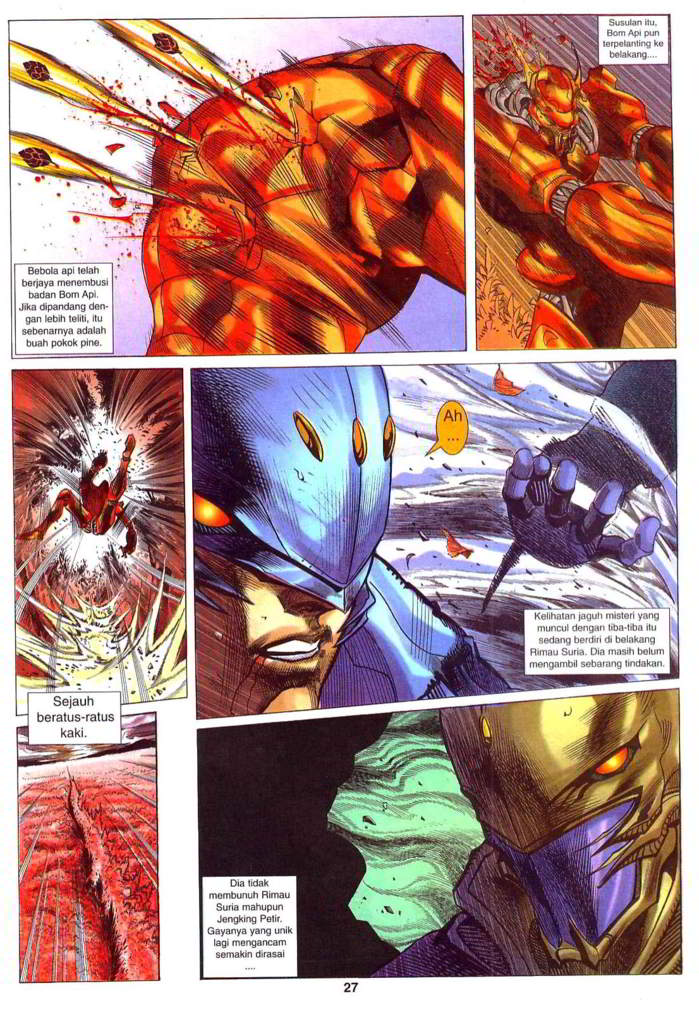 Bebola api telah
berjaya menembusi
badan Bom Api.
Jika dipandang den-
gan lebih teliti, itu
sebenarnya adalah
buah pokok pine.
Susulan itu,
Bom Api pun
terpelanting ke
belakang....
Ah
...
Kelihatan jaguh misteri yang
muncul dengan tiba-tiba itu
sedang berdiri di belakang
Rimau Suria. Dia masih belum
mengambil sebarang tindakan.
Sejauh
beratus-ratus
kaki.
Dia tidak
membunuh Rimau
Suria mahupun
Jengking Petir.
Gayanya yang unik
lagi mengancam
semakin dirasai
....
27